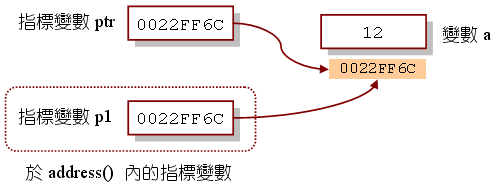 指標變數 ptr 0022FF6C 12 變數 a
0022FF6C
指標變數 p1 0022FF6C
於 address() 內的指標變數